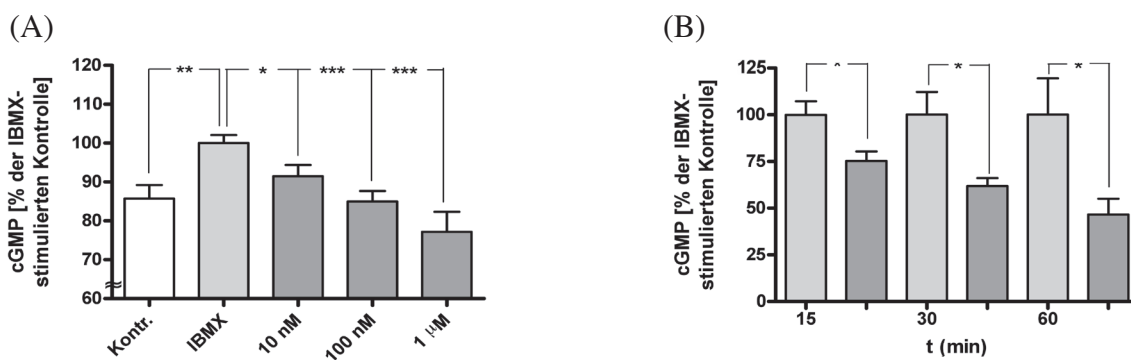 (A)
cGMP [% der IBMX-
stimulierten Kontrolle]
120
110
100
90
80
70
60
** * *** ***
Kontr. IBMX 10 nM 100 nM 1 µM
(B)
cGMP [% der IBMX-
stimulierten Kontrolle]
125
100
75
50
25
0
* * *
15 30 60
t (min)